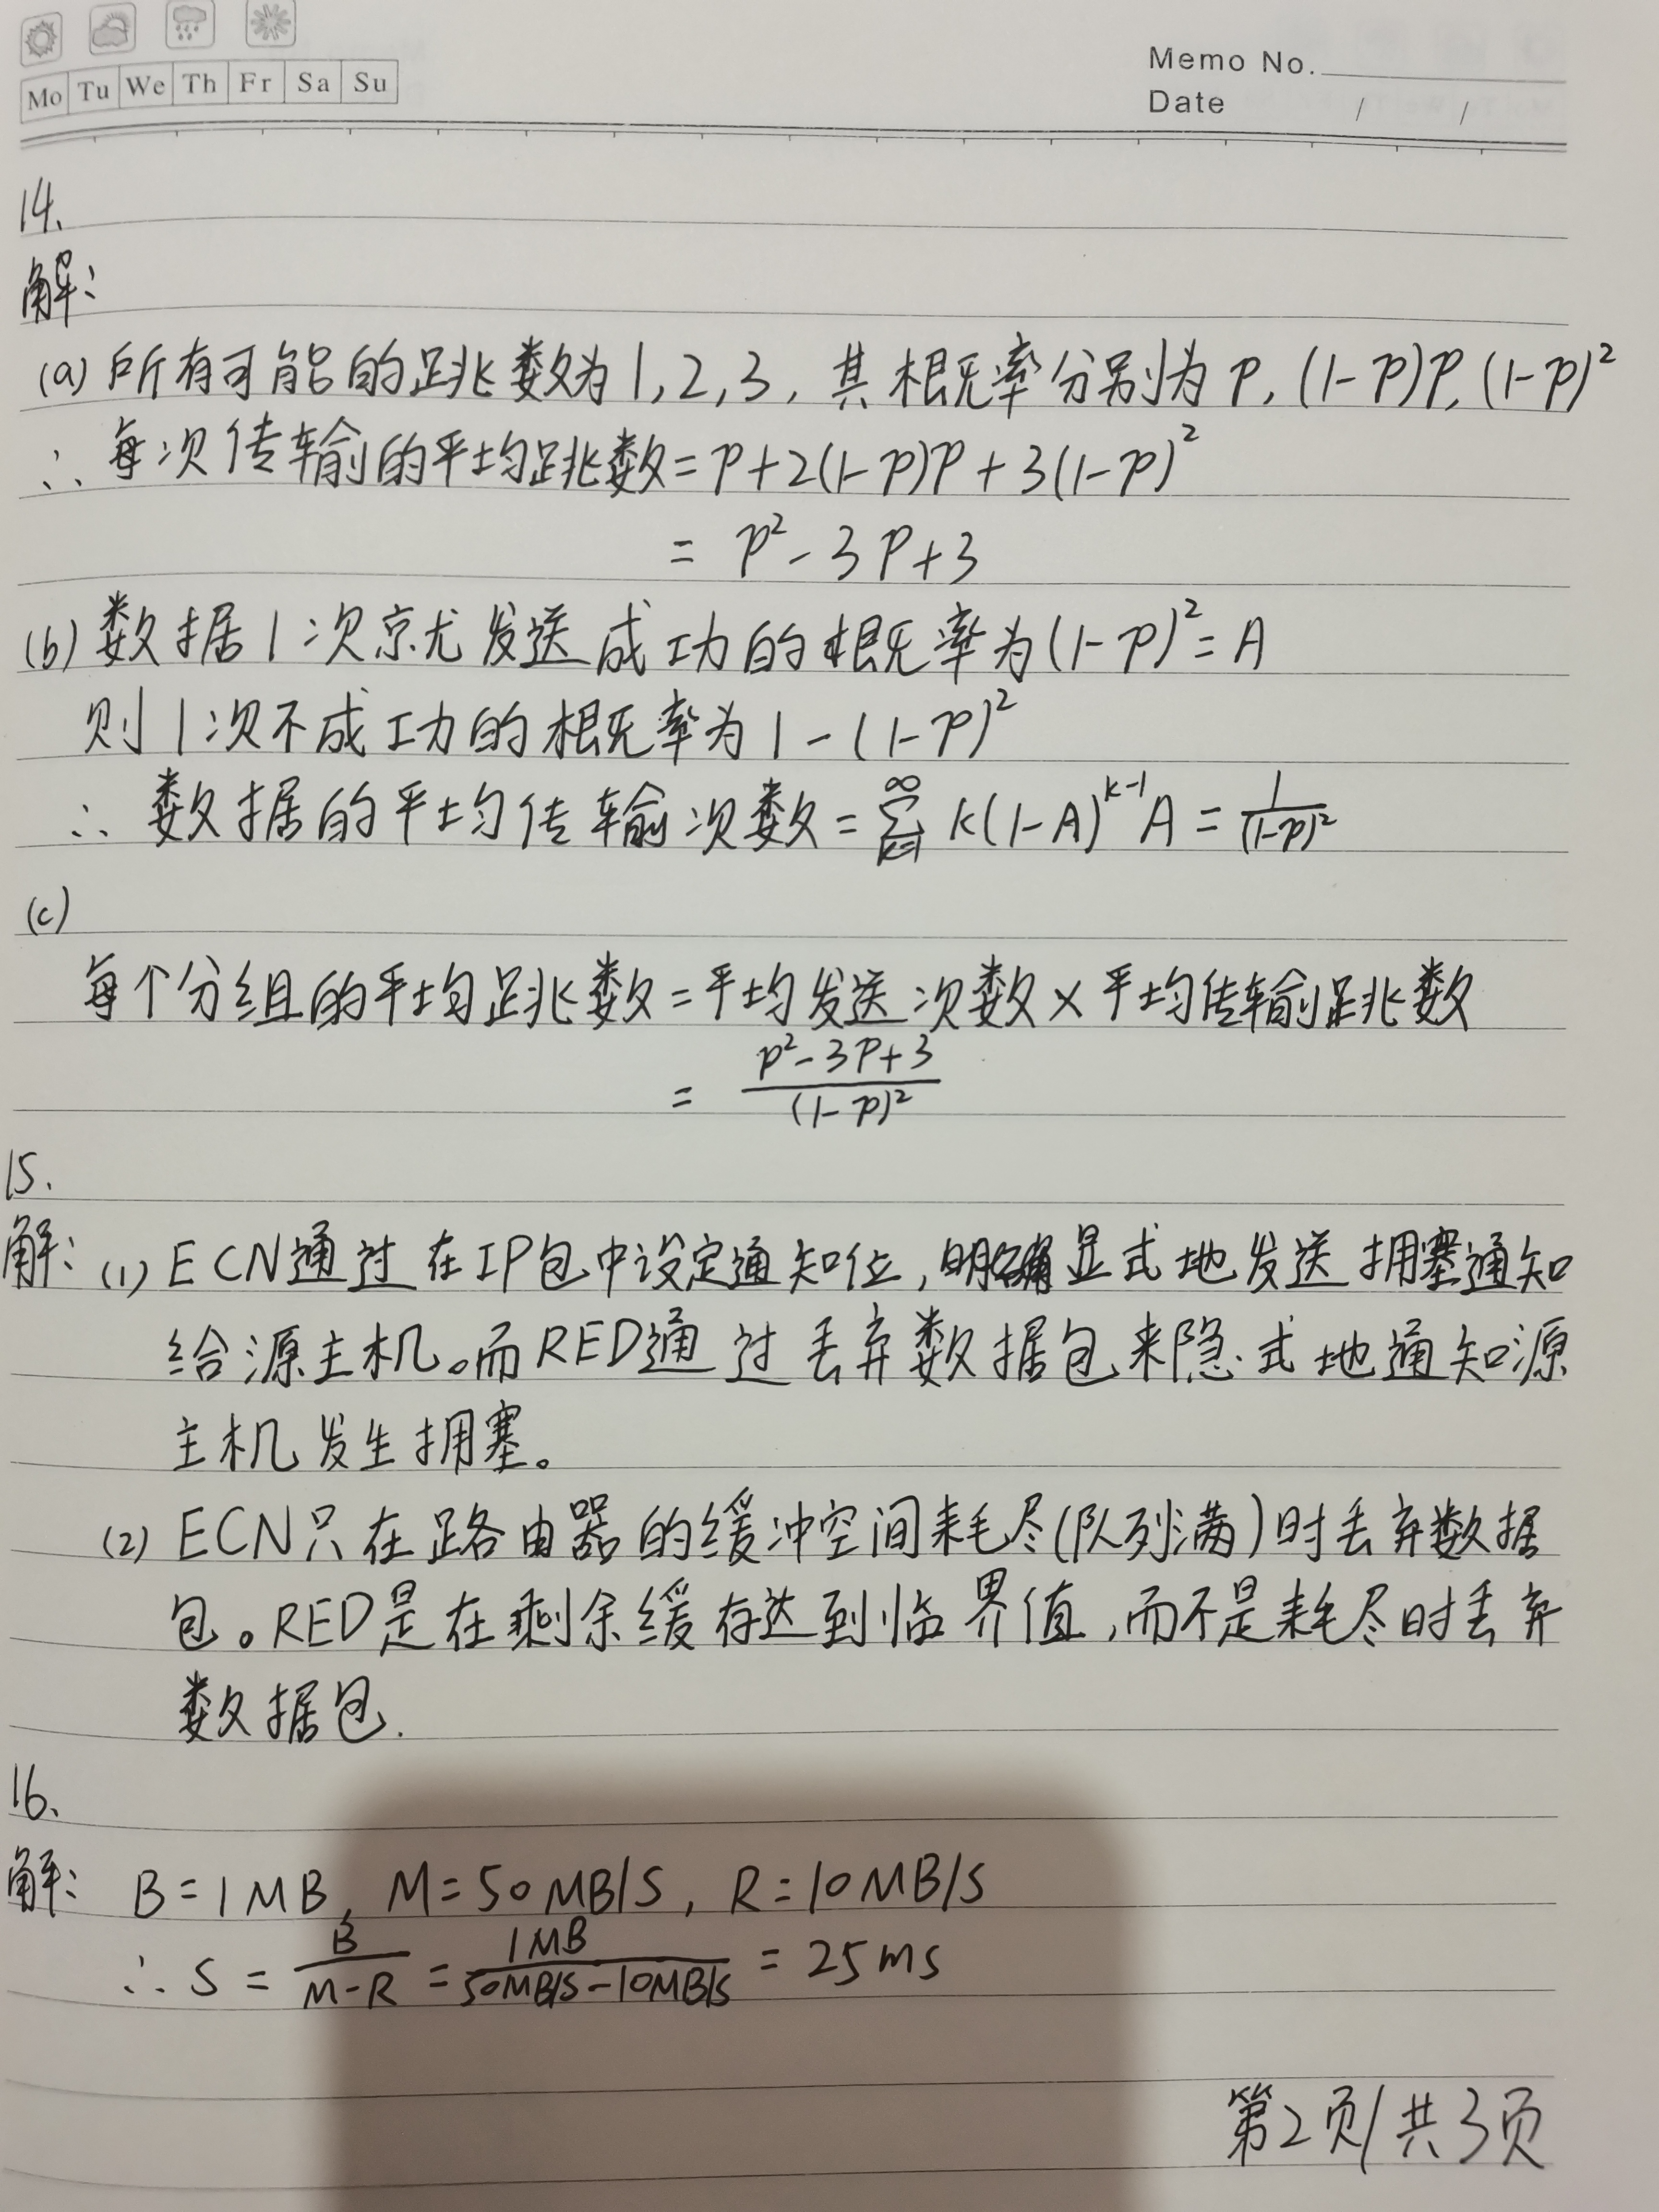 Mo Tu We Th Fr Sa Su
Memo No.
Date / /
14.
解:
(a) 所有可能的跳数为1,2,3, 其概率分别为P, (1-P)P, (1-P)²
∴ 每次传输的平均跳数=P+2(1-P)P+3(1-P)²
= P²-3P+3
(b) 数据1次就发送成功的概率为(1-P)²=A
则1次不成功的概率为1-(1-P)²
∴ 数据的平均传输次数=∑_{k=1}^{∞} k(1-A)^{k-1}A = 1/(1-P)²
(c)
每个分组的平均跳数=平均发送次数×平均传输跳数
= (P²-3P+3)/(1-P)²
15.
解: (1) ECN通过在IP包中设定通知位,明确显式地发送拥塞通知
给源主机。而RED通过丢弃数据包来隐式地通知源
主机发生拥塞。
(2) ECN只在路由器的缓冲空间耗尽(队列满)时丢弃数据
包。RED是在剩余缓存达到临界值,而不是耗尽时丢弃
数据包.
16.
解: B=1MB, M=50MB/S, R=10MB/S
∴ S = B/(M-R) = 1MB/(50MB/S-10MB/S) = 25ms
第2页/共3页